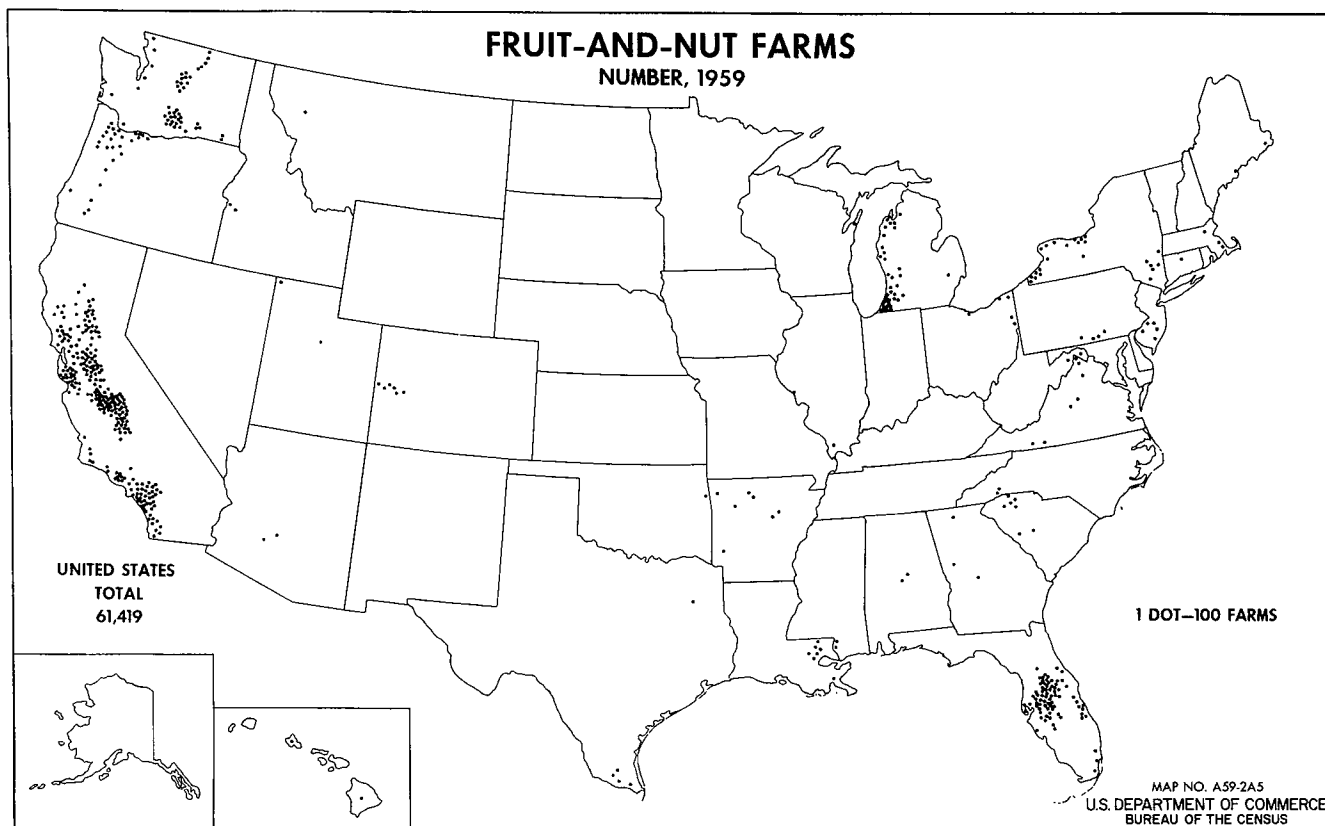 FRUIT-AND-NUT FARMS
NUMBER, 1959
UNITED STATES
TOTAL
61,419
1 DOT—100 FARMS
MAP NO. A59-2A5
U.S. DEPARTMENT OF COMMERCE
BUREAU OF THE CENSUS